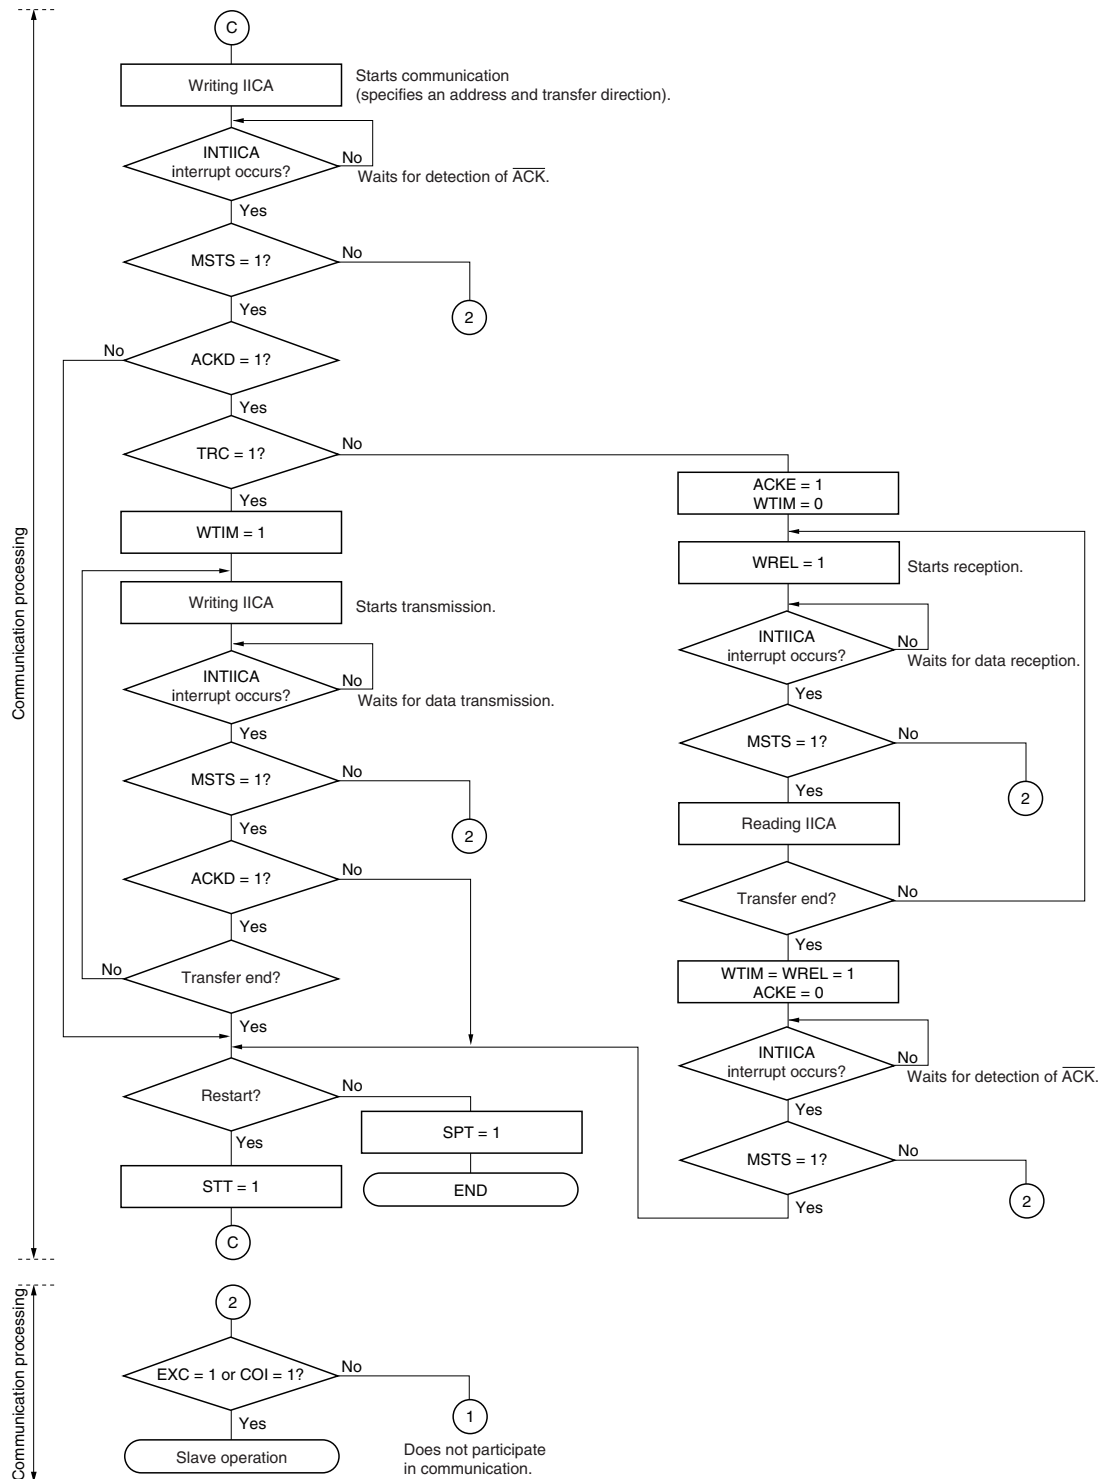 C
Writing IICA
Starts communication
(specifies an address and transfer direction).
INTIICA
interrupt occurs?
No
Waits for detection of ACK.
Yes
MSTS = 1?
No
2
Yes
ACKD = 1?
No
Yes
TRC = 1?
No
Yes
WTIM = 1
Writing IICA
Starts transmission.
INTIICA
interrupt occurs?
No
Waits for data transmission.
Yes
MSTS = 1?
No
2
Yes
ACKD = 1?
No
Yes
Transfer end?
No
Yes
Restart?
No
SPT = 1
END
Yes
STT = 1
C
ACKE = 1
WTIM = 0
WREL = 1
Starts reception.
INTIICA
interrupt occurs?
No
Waits for data reception.
Yes
MSTS = 1?
No
2
Yes
Reading IICA
Transfer end?
No
Yes
WTIM = WREL = 1
ACKE = 0
INTIICA
interrupt occurs?
No
Waits for detection of ACK.
Yes
MSTS = 1?
No
2
Yes
Communication processing
2
EXC = 1 or COI = 1?
No
1
Does not participate
in communication.
Yes
Slave operation
Communication processing